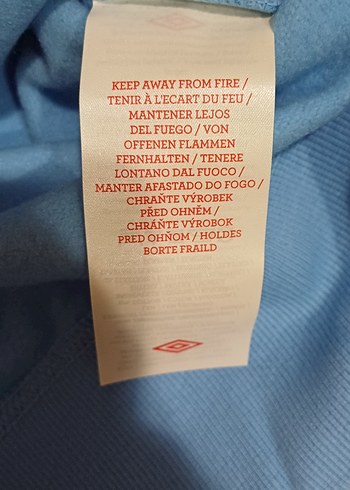 KEEP AWAY FROM FIRE /
TENIR À L'ECART DU FEU /
MANTENER LEJOS
DEL FUEGO / VON
OFFENEN FLAMMEN
FERNHALTEN / TENERE
LONTANO DAL FUOCO /
MANTER AFASTADO DO FOGO /
CHRAŇTE VÝROBEK
PŘED OHNĚM /
CHRÁŇTE VÝROBOK
PRED OHŇOM / HOLDES
BORTE FRAILD